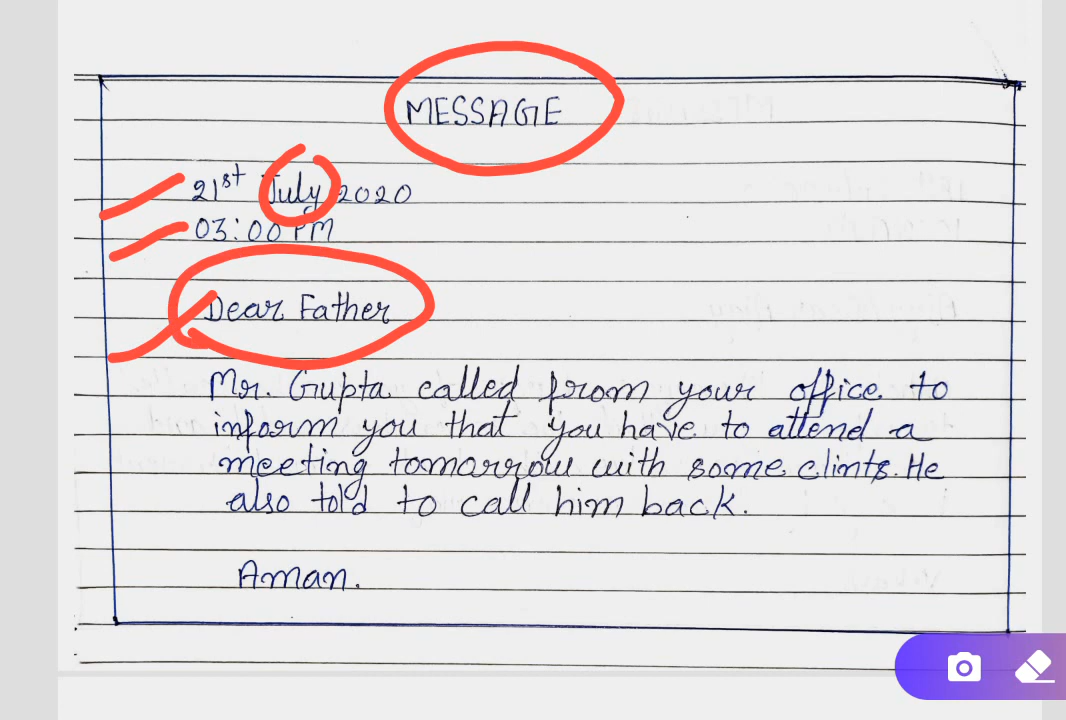 MESSAGE
21st July 2020
03:00 PM
Dear Father
Mr. Gupta called from your office to
inform you that you have to attend a
meeting tomorrow with some clints. He
also told to call him back.
Aman.